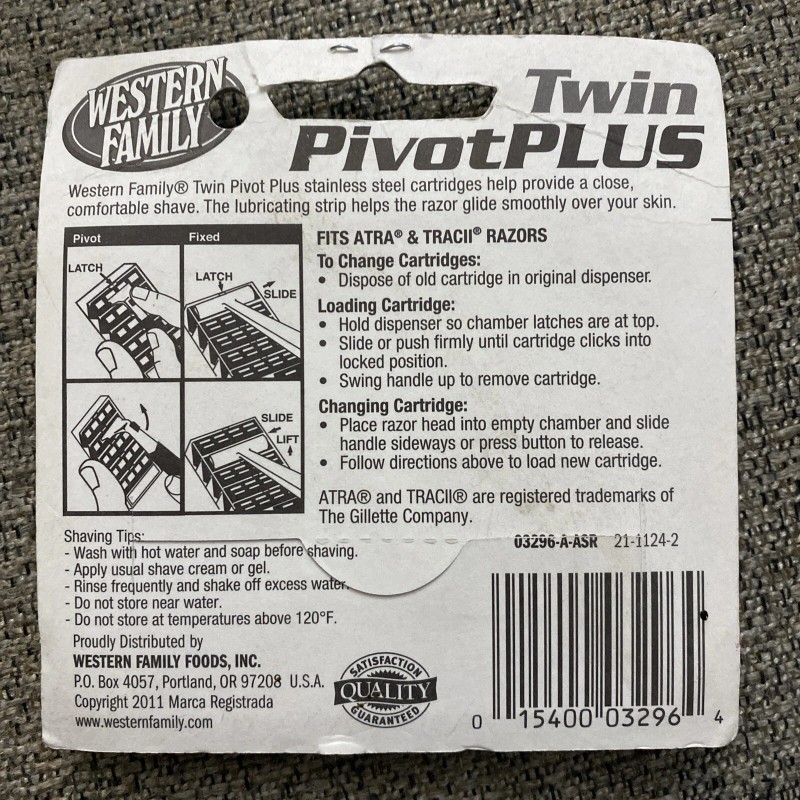 WESTERN
FAMILY
Twin
PivotPLUS
Western Family® Twin Pivot Plus stainless steel cartridges help provide a close,
comfortable shave. The lubricating strip helps the razor glide smoothly over your skin.
Pivot
Fixed
LATCH
LATCH
SLIDE
SLIDE
LIFT
FITS ATRA® & TRACII® RAZORS
To Change Cartridges:
• Dispose of old cartridge in original dispenser.
Loading Cartridge:
• Hold dispenser so chamber latches are at top.
• Slide or push firmly until cartridge clicks into
locked position.
• Swing handle up to remove cartridge.
Changing Cartridge:
• Place razor head into empty chamber and slide
handle sideways or press button to release.
• Follow directions above to load new cartridge.
ATRA® and TRACII® are registered trademarks of
The Gillette Company.
03296-A-ASR 21-1124-2
Shaving Tips:
- Wash with hot water and soap before shaving.
- Apply usual shave cream or gel.
- Rinse frequently and shake off excess water.
- Do not store near water.
- Do not store at temperatures above 120°F.
Proudly Distributed by
WESTERN FAMILY FOODS, INC.
P.O. Box 4057, Portland, OR 97208 U.S.A.
Copyright 2011 Marca Registrada
www.westernfamily.com
SATISFACTION
QUALITY
GUARANTEED
0 15400 03296 4